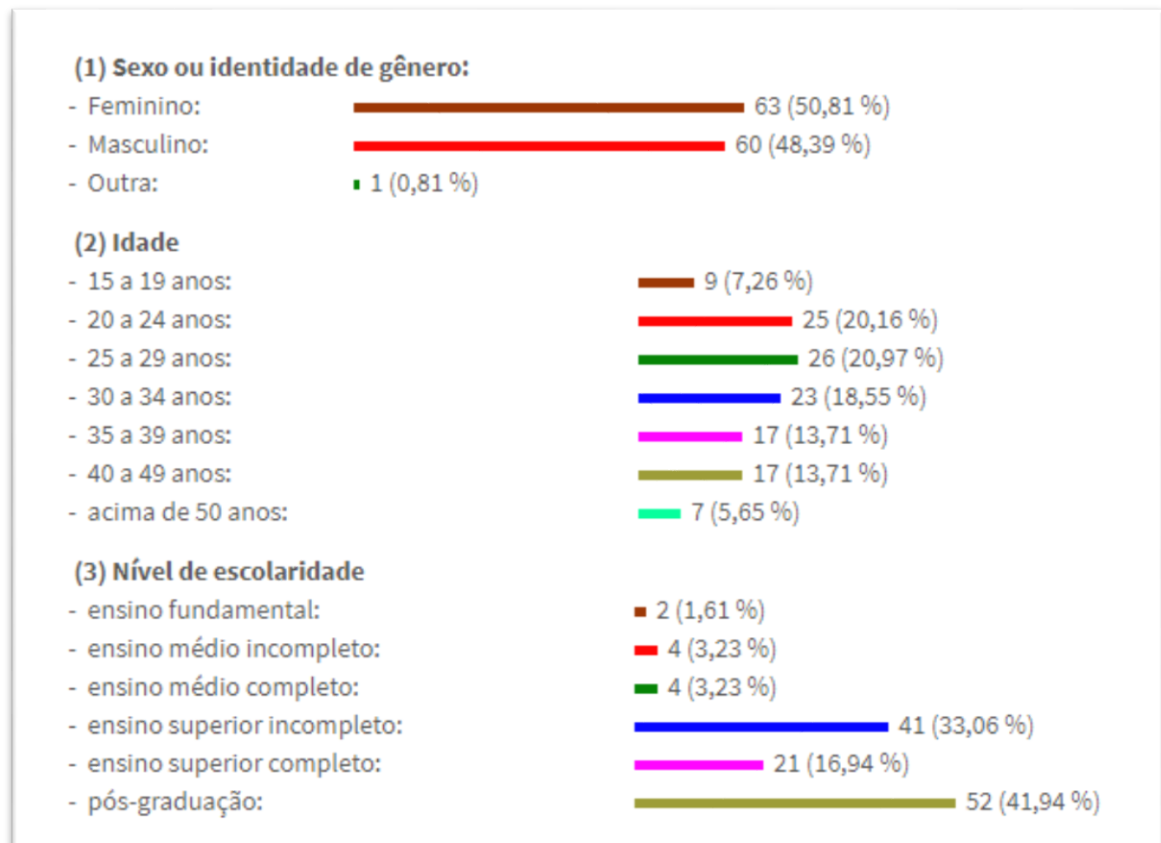 (1) Sexo ou identidade de gênero:
- Feminino: 63 (50,81 %)
- Masculino: 60 (48,39 %)
- Outra: 1 (0,81 %)
(2) Idade
- 15 a 19 anos: 9 (7,26 %)
- 20 a 24 anos: 25 (20,16 %)
- 25 a 29 anos: 26 (20,97 %)
- 30 a 34 anos: 23 (18,55 %)
- 35 a 39 anos: 17 (13,71 %)
- 40 a 49 anos: 17 (13,71 %)
- acima de 50 anos: 7 (5,65 %)
(3) Nível de escolaridade
- ensino fundamental: 2 (1,61 %)
- ensino médio incompleto: 4 (3,23 %)
- ensino médio completo: 4 (3,23 %)
- ensino superior incompleto: 41 (33,06 %)
- ensino superior completo: 21 (16,94 %)
- pós-graduação: 52 (41,94 %)